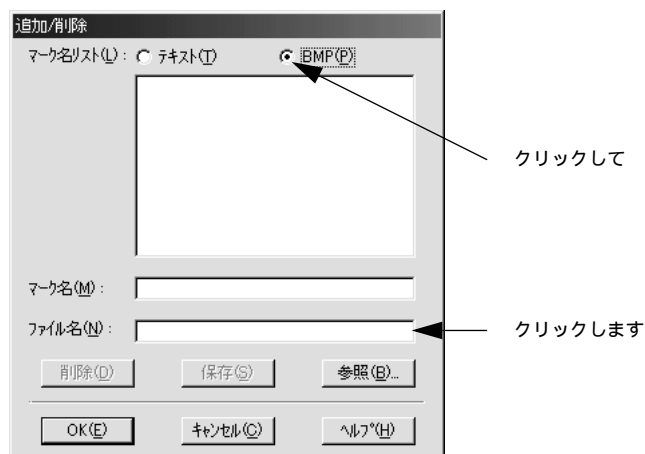 追加/削除
マーク名リスト(L): テキスト(T) BMP(P)
クリックして
マーク名(M):
ファイル名(N):
クリックします
削除(D) 保存(S) 参照(B)...
OK(E) キャンセル(C) ヘルプ(H)